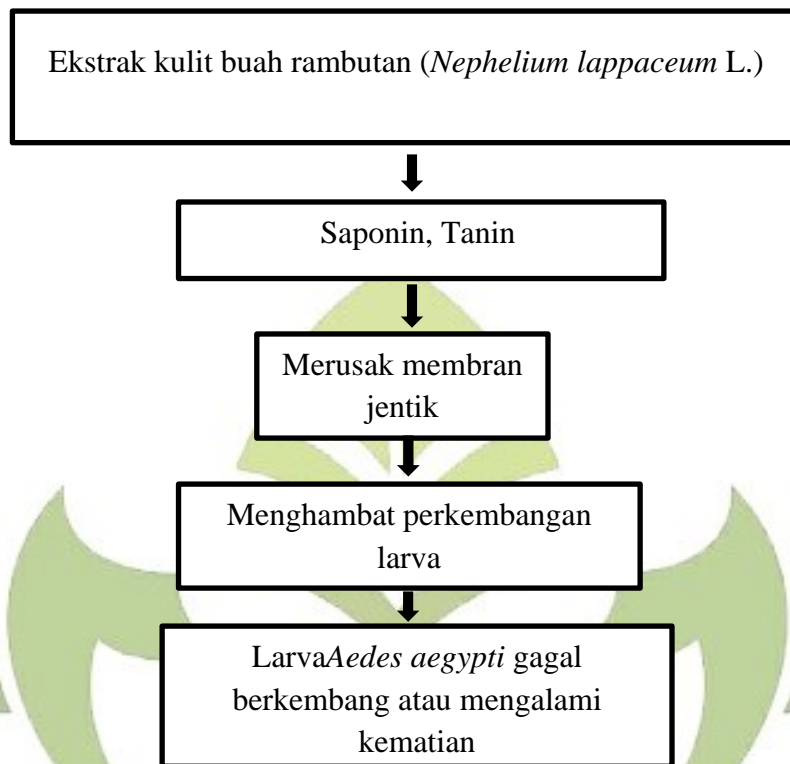 Ekstrak kulit buah rambutan (Nephelium lappaceum L.)
Saponin, Tanin
Merusak membran
jentik
Menghambat perkembangan
larva
LarvaAedes aegypti gagal
berkembang atau mengalami
kematian